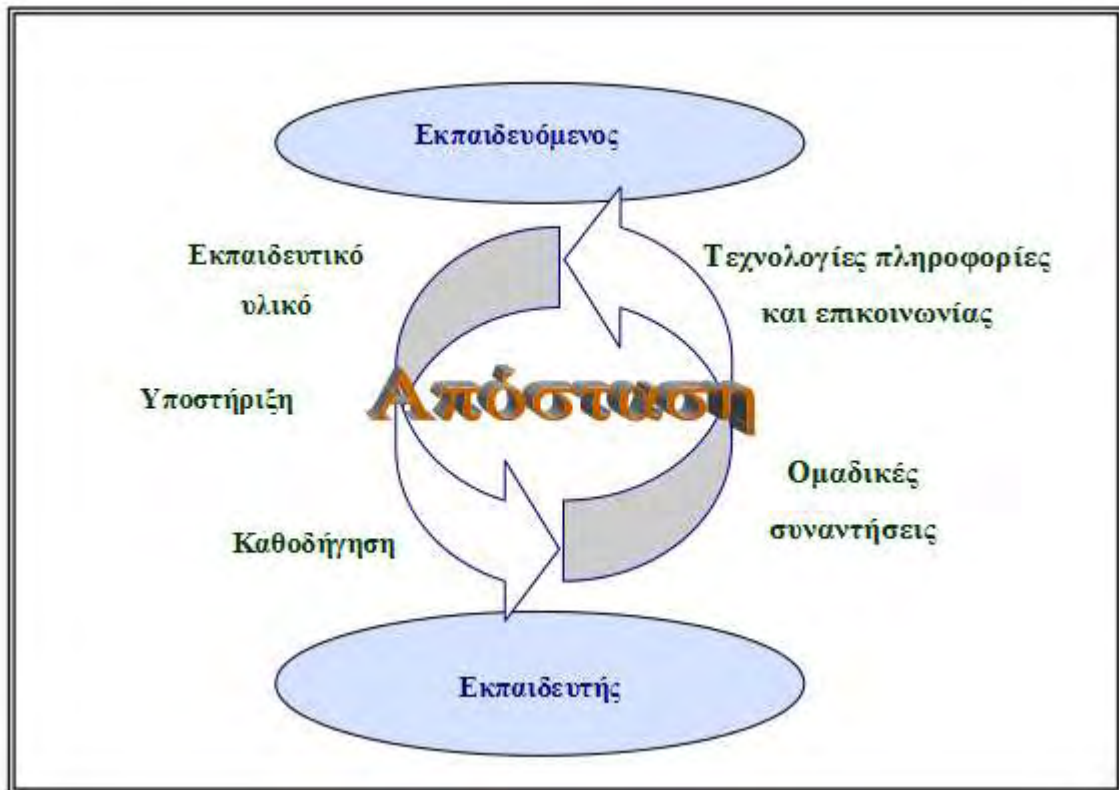 Εκπαιδευόμενος
Εκπαιδευτικό
υλικό
Τεχνολογίες πληροφορίες
και επικοινωνίας
Υποστήριξη
Απόσταση
Ομαδικές
συναντήσεις
Καθοδήγηση
Εκπαιδευτής